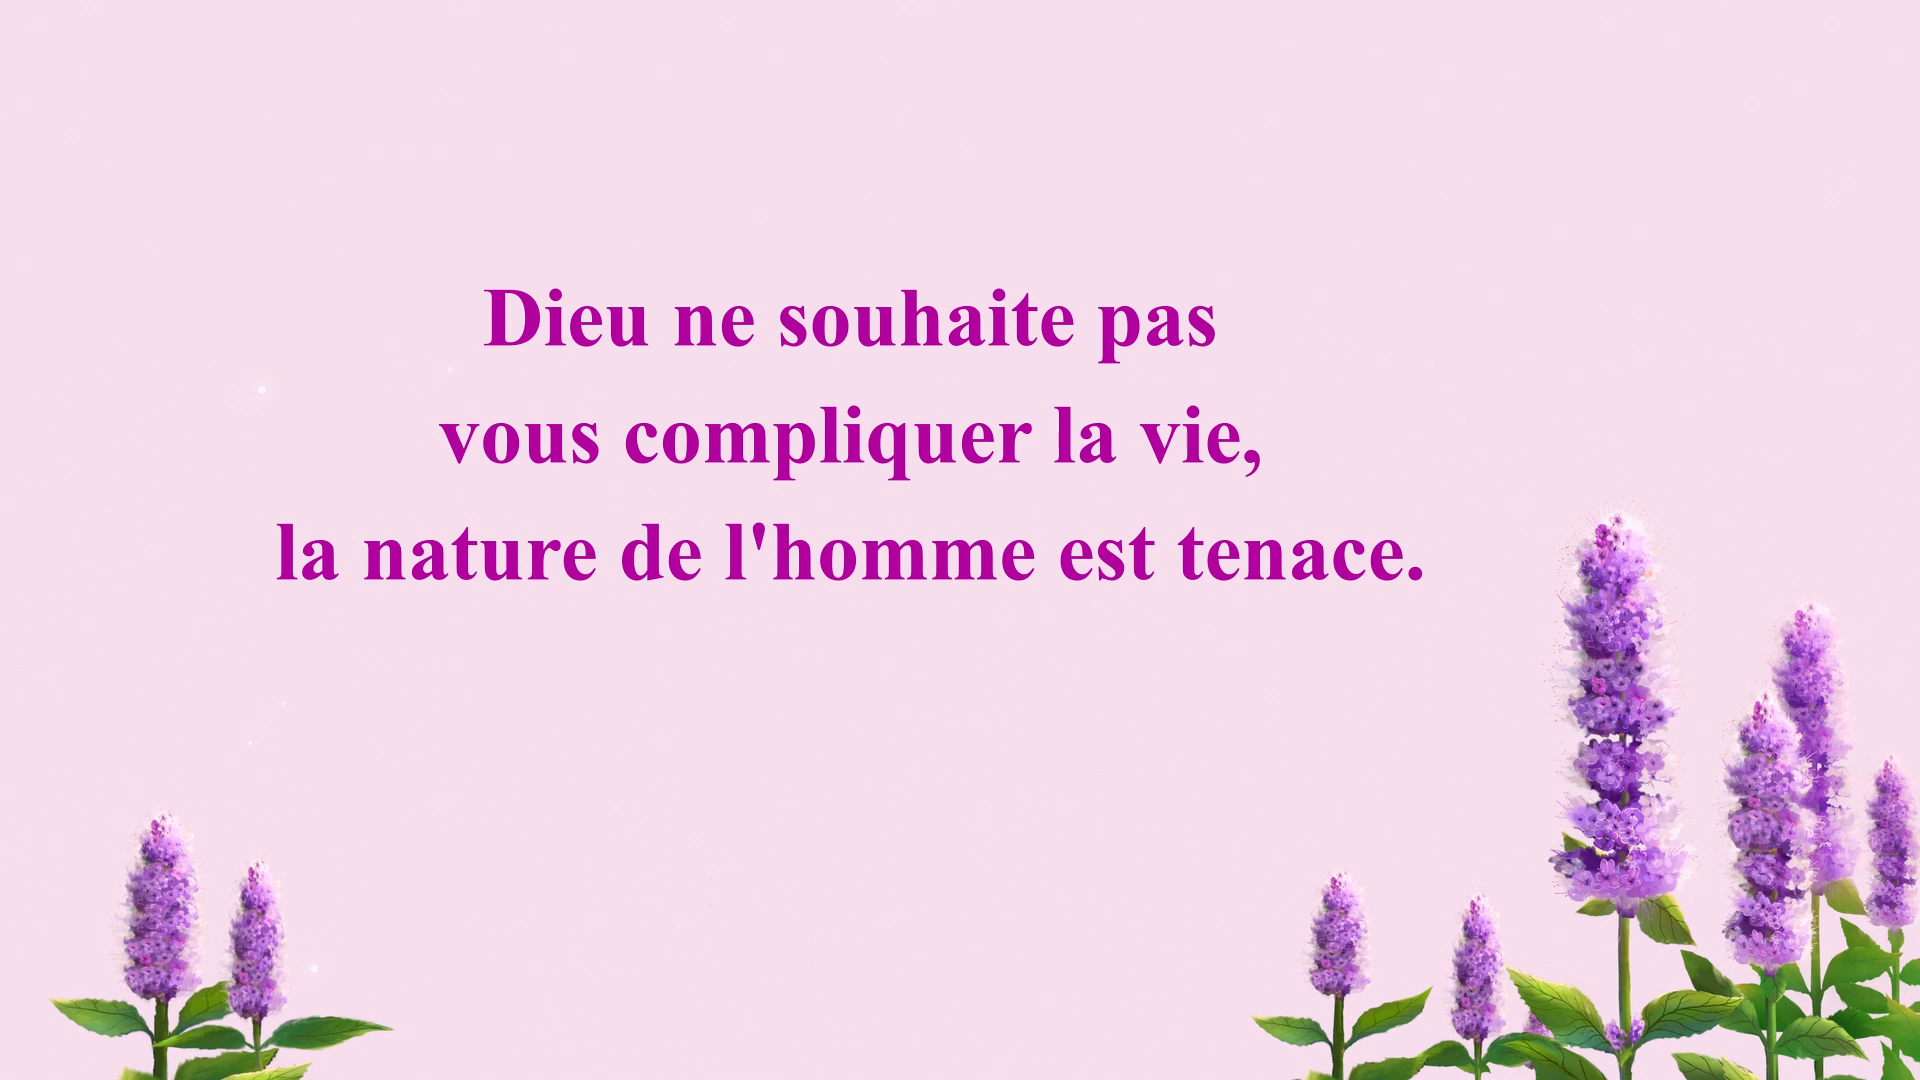 Dieu ne souhaite pas
vous compliquer la vie,
la nature de l'homme est tenace.